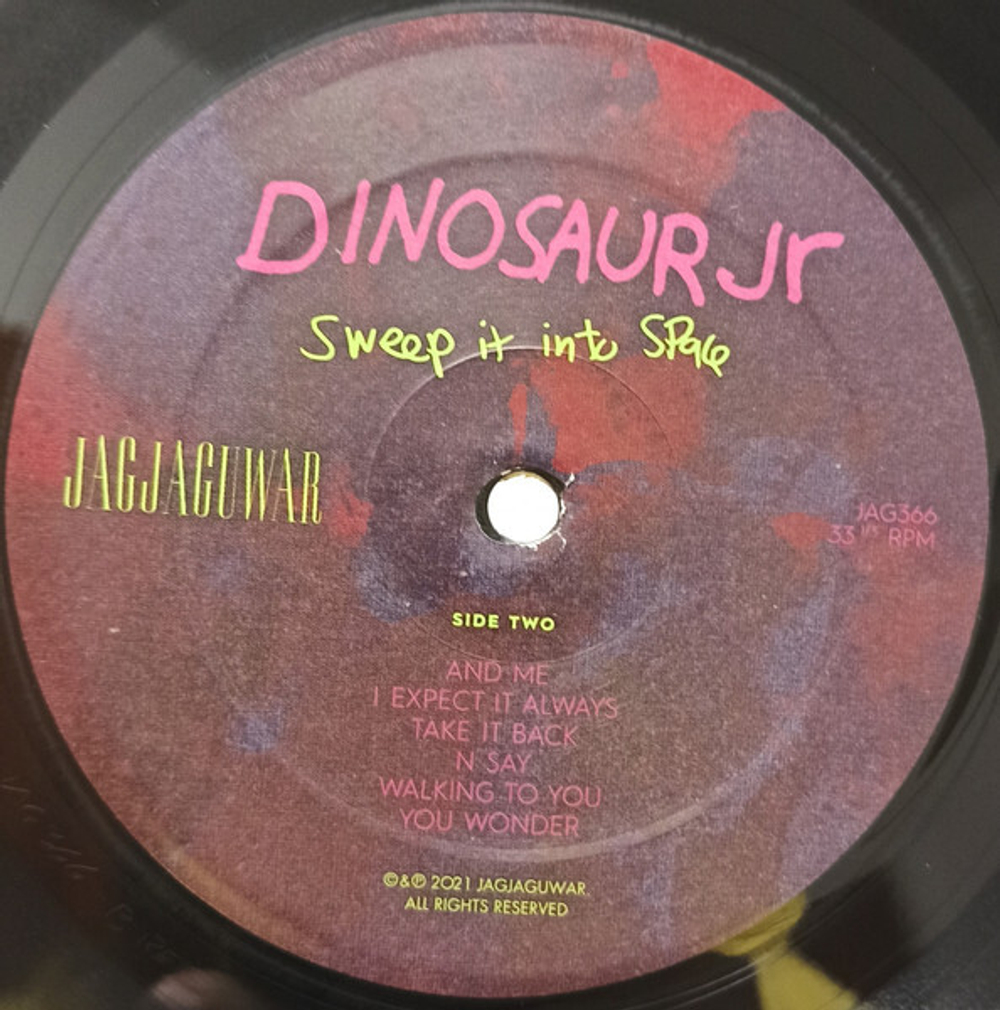 DINOSAUR Jr
Sweep it into Space
JAGJAGUWAR
JAG366
33 1/3 RPM
SIDE TWO
AND ME
I EXPECT IT ALWAYS
TAKE IT BACK
N SAY
WALKING TO YOU
YOU WONDER
©&℗ 2021 JAGJAGUWAR.
ALL RIGHTS RESERVED